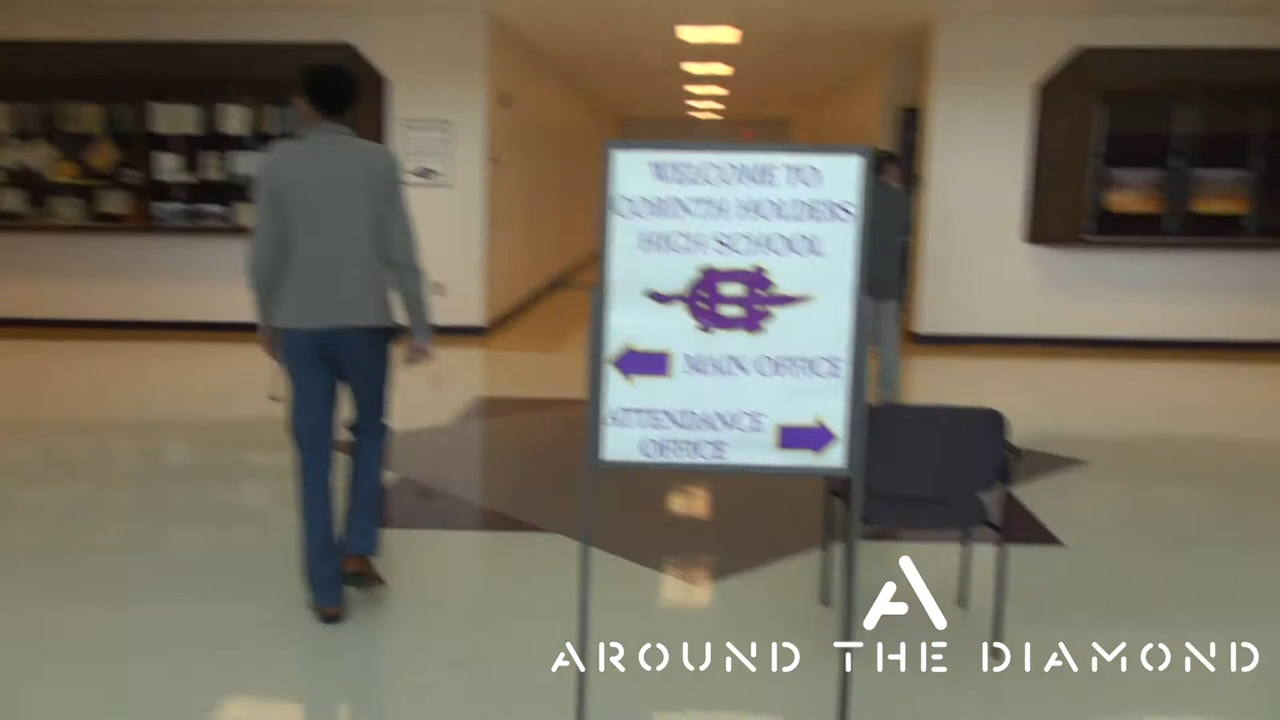 WELCOME TO
CORINTH HOLDERS
HIGH SCHOOL
MAIN OFFICE
ATTENDANCE
OFFICE
A
AROUND THE DIAMOND